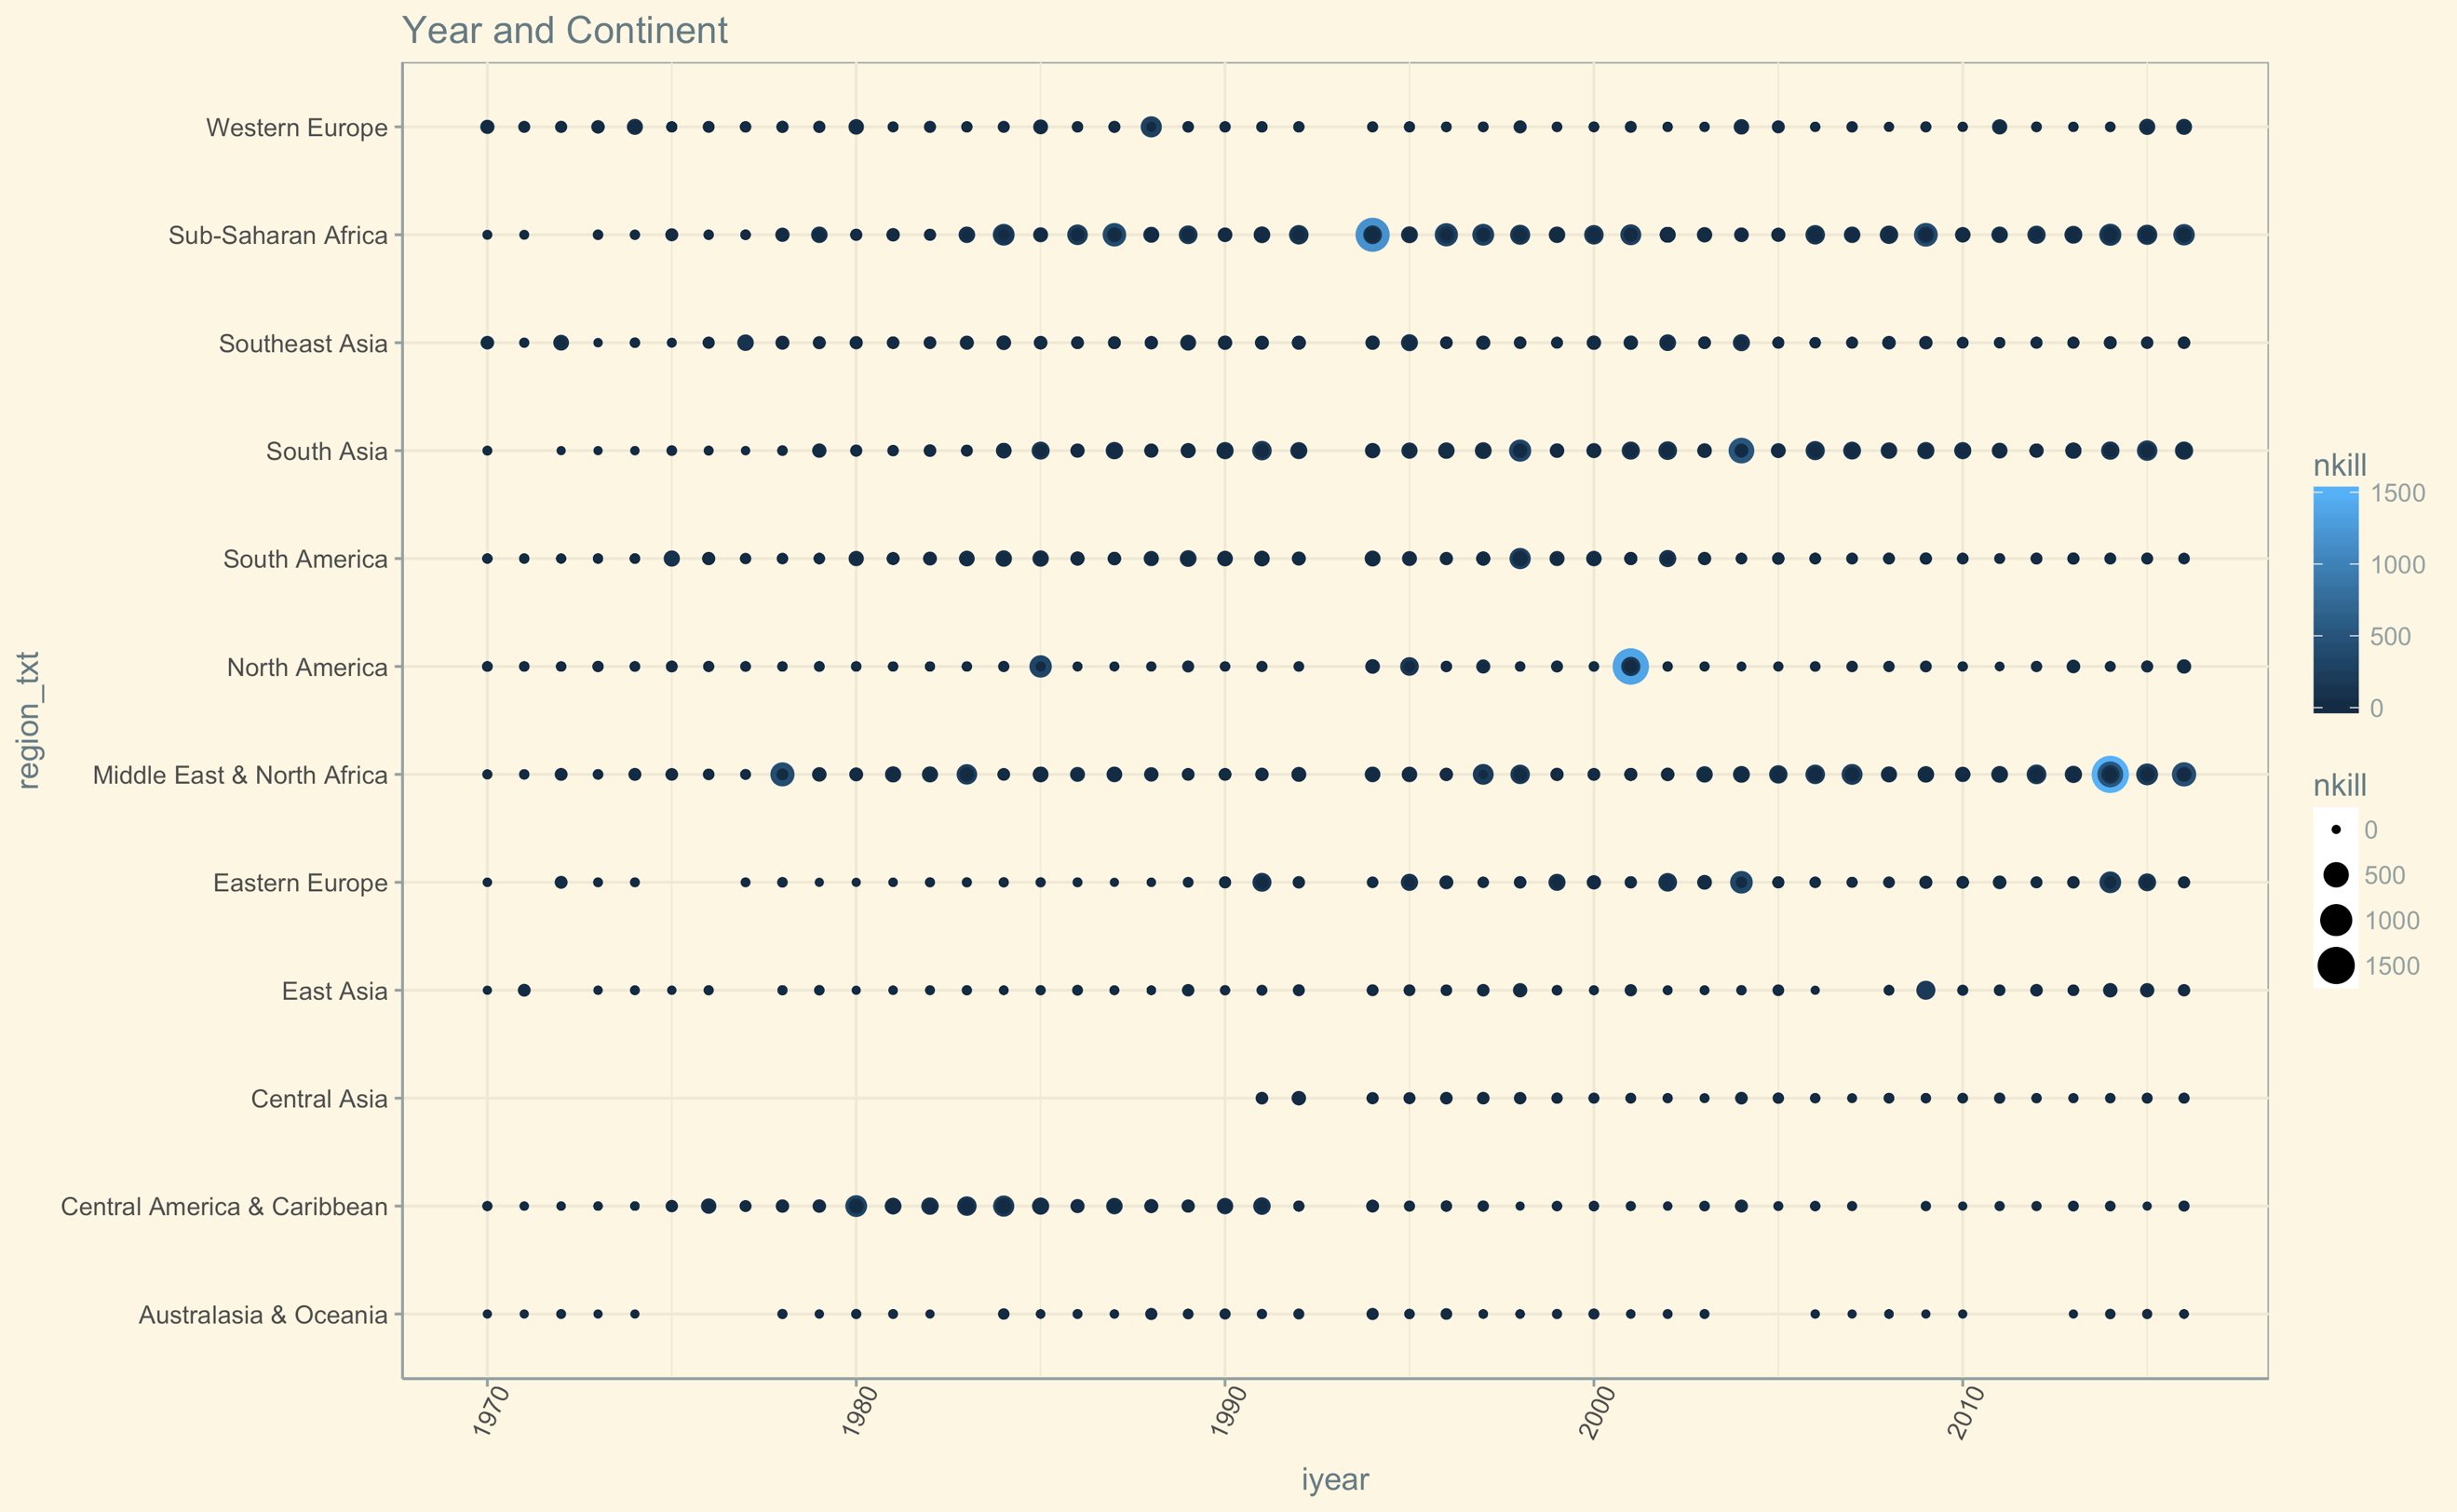 Year and Continent
Western Europe
Sub-Saharan Africa
Southeast Asia
South Asia
South America
North America
Middle East & North Africa
Eastern Europe
East Asia
Central Asia
Central America & Caribbean
Australasia & Oceania
region_txt
1970
1980
1990
2000
2010
iyear
nkill
1500
1000
500
0
nkill
0
500
1000
1500